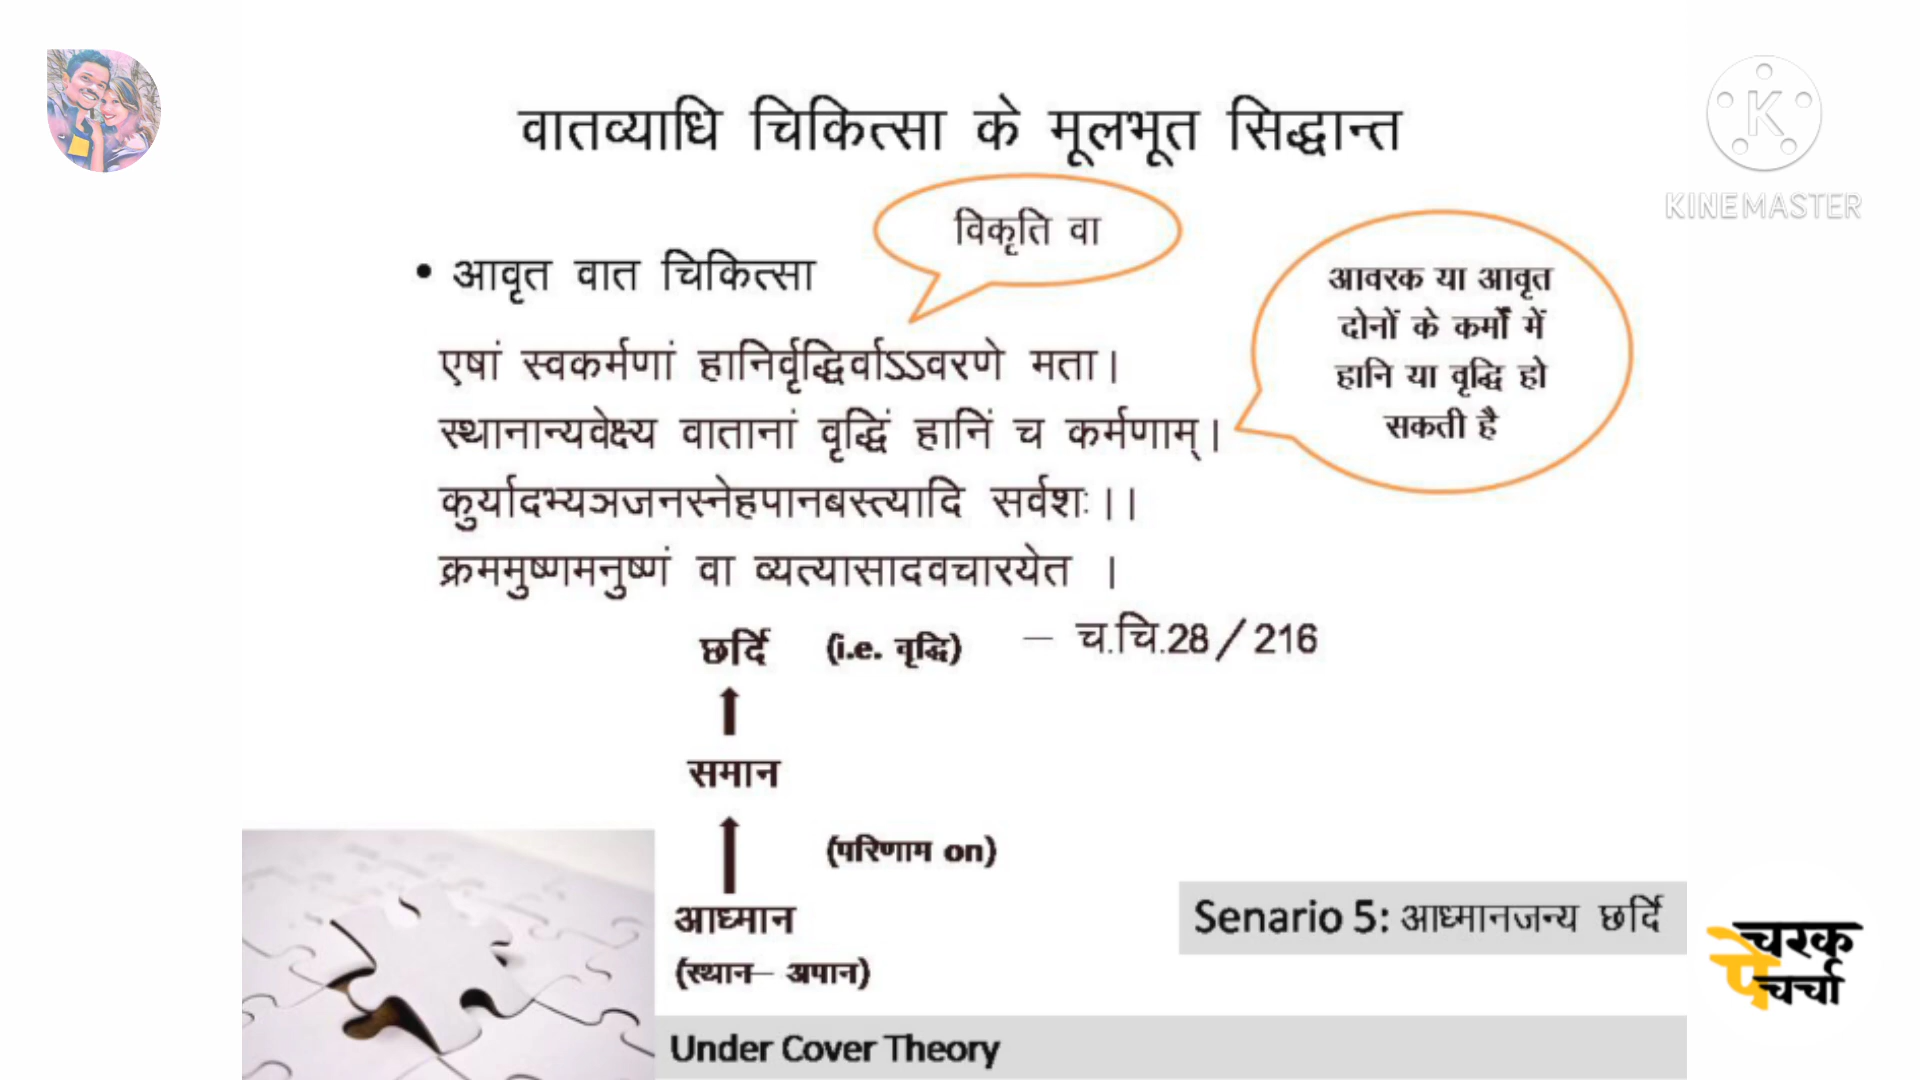 वातव्याधि चिकित्सा के मूलभूत सिद्धान्त
KINEMASTER
विकृति वा
• आवृत वात चिकित्सा
आवरक या आवृत
दोनों के कर्मों में
हानि या वृद्धि हो
सकती है
एषां स्वकर्मणां हानिर्वृद्धिर्वाऽऽवरणे मता।
स्थानान्यवेक्ष्य वातानां वृद्धिं हानिं च कर्मणाम्।
कुर्यादभ्यञजनस्नेहपानबस्त्यादि सर्वशः।।
क्रममुष्णमनुष्णं वा व्यत्यासादवचारयेत ।
– च.चि.28/216
छर्दि (i.e. वृद्धि)
समान
(परिणाम on)
आध्मान
(स्थान– अपान)
Senario 5: आध्मानजन्य छर्दि
चरक
पे
चर्चा
Under Cover Theory